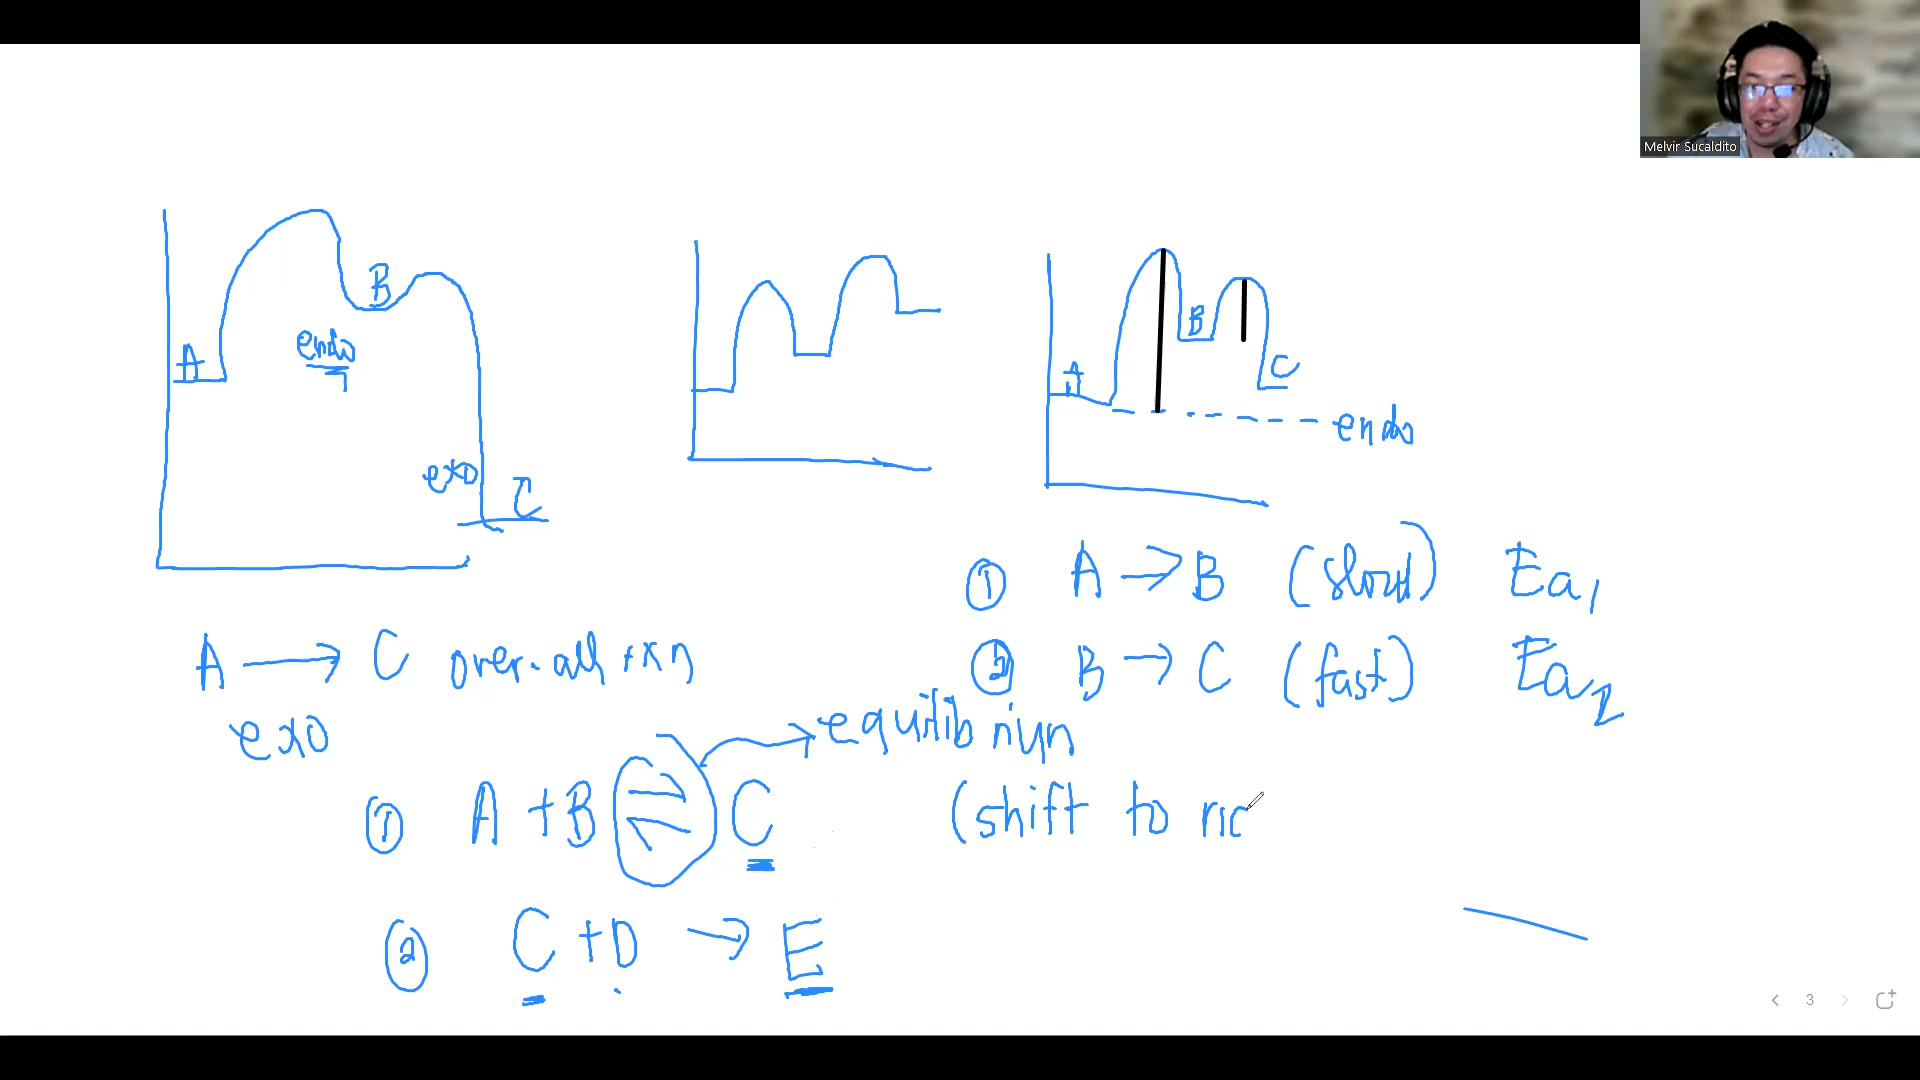 Melvir Sucaldito
B
A
endo
exo
C
A
B
C
endo
① A → B (slow) Ea₁
② B → C (fast) Ea₂
A → C over-all rxn
exo
equilibrium
① A + B ⇌ C (shift to ric
② C + D → E
3